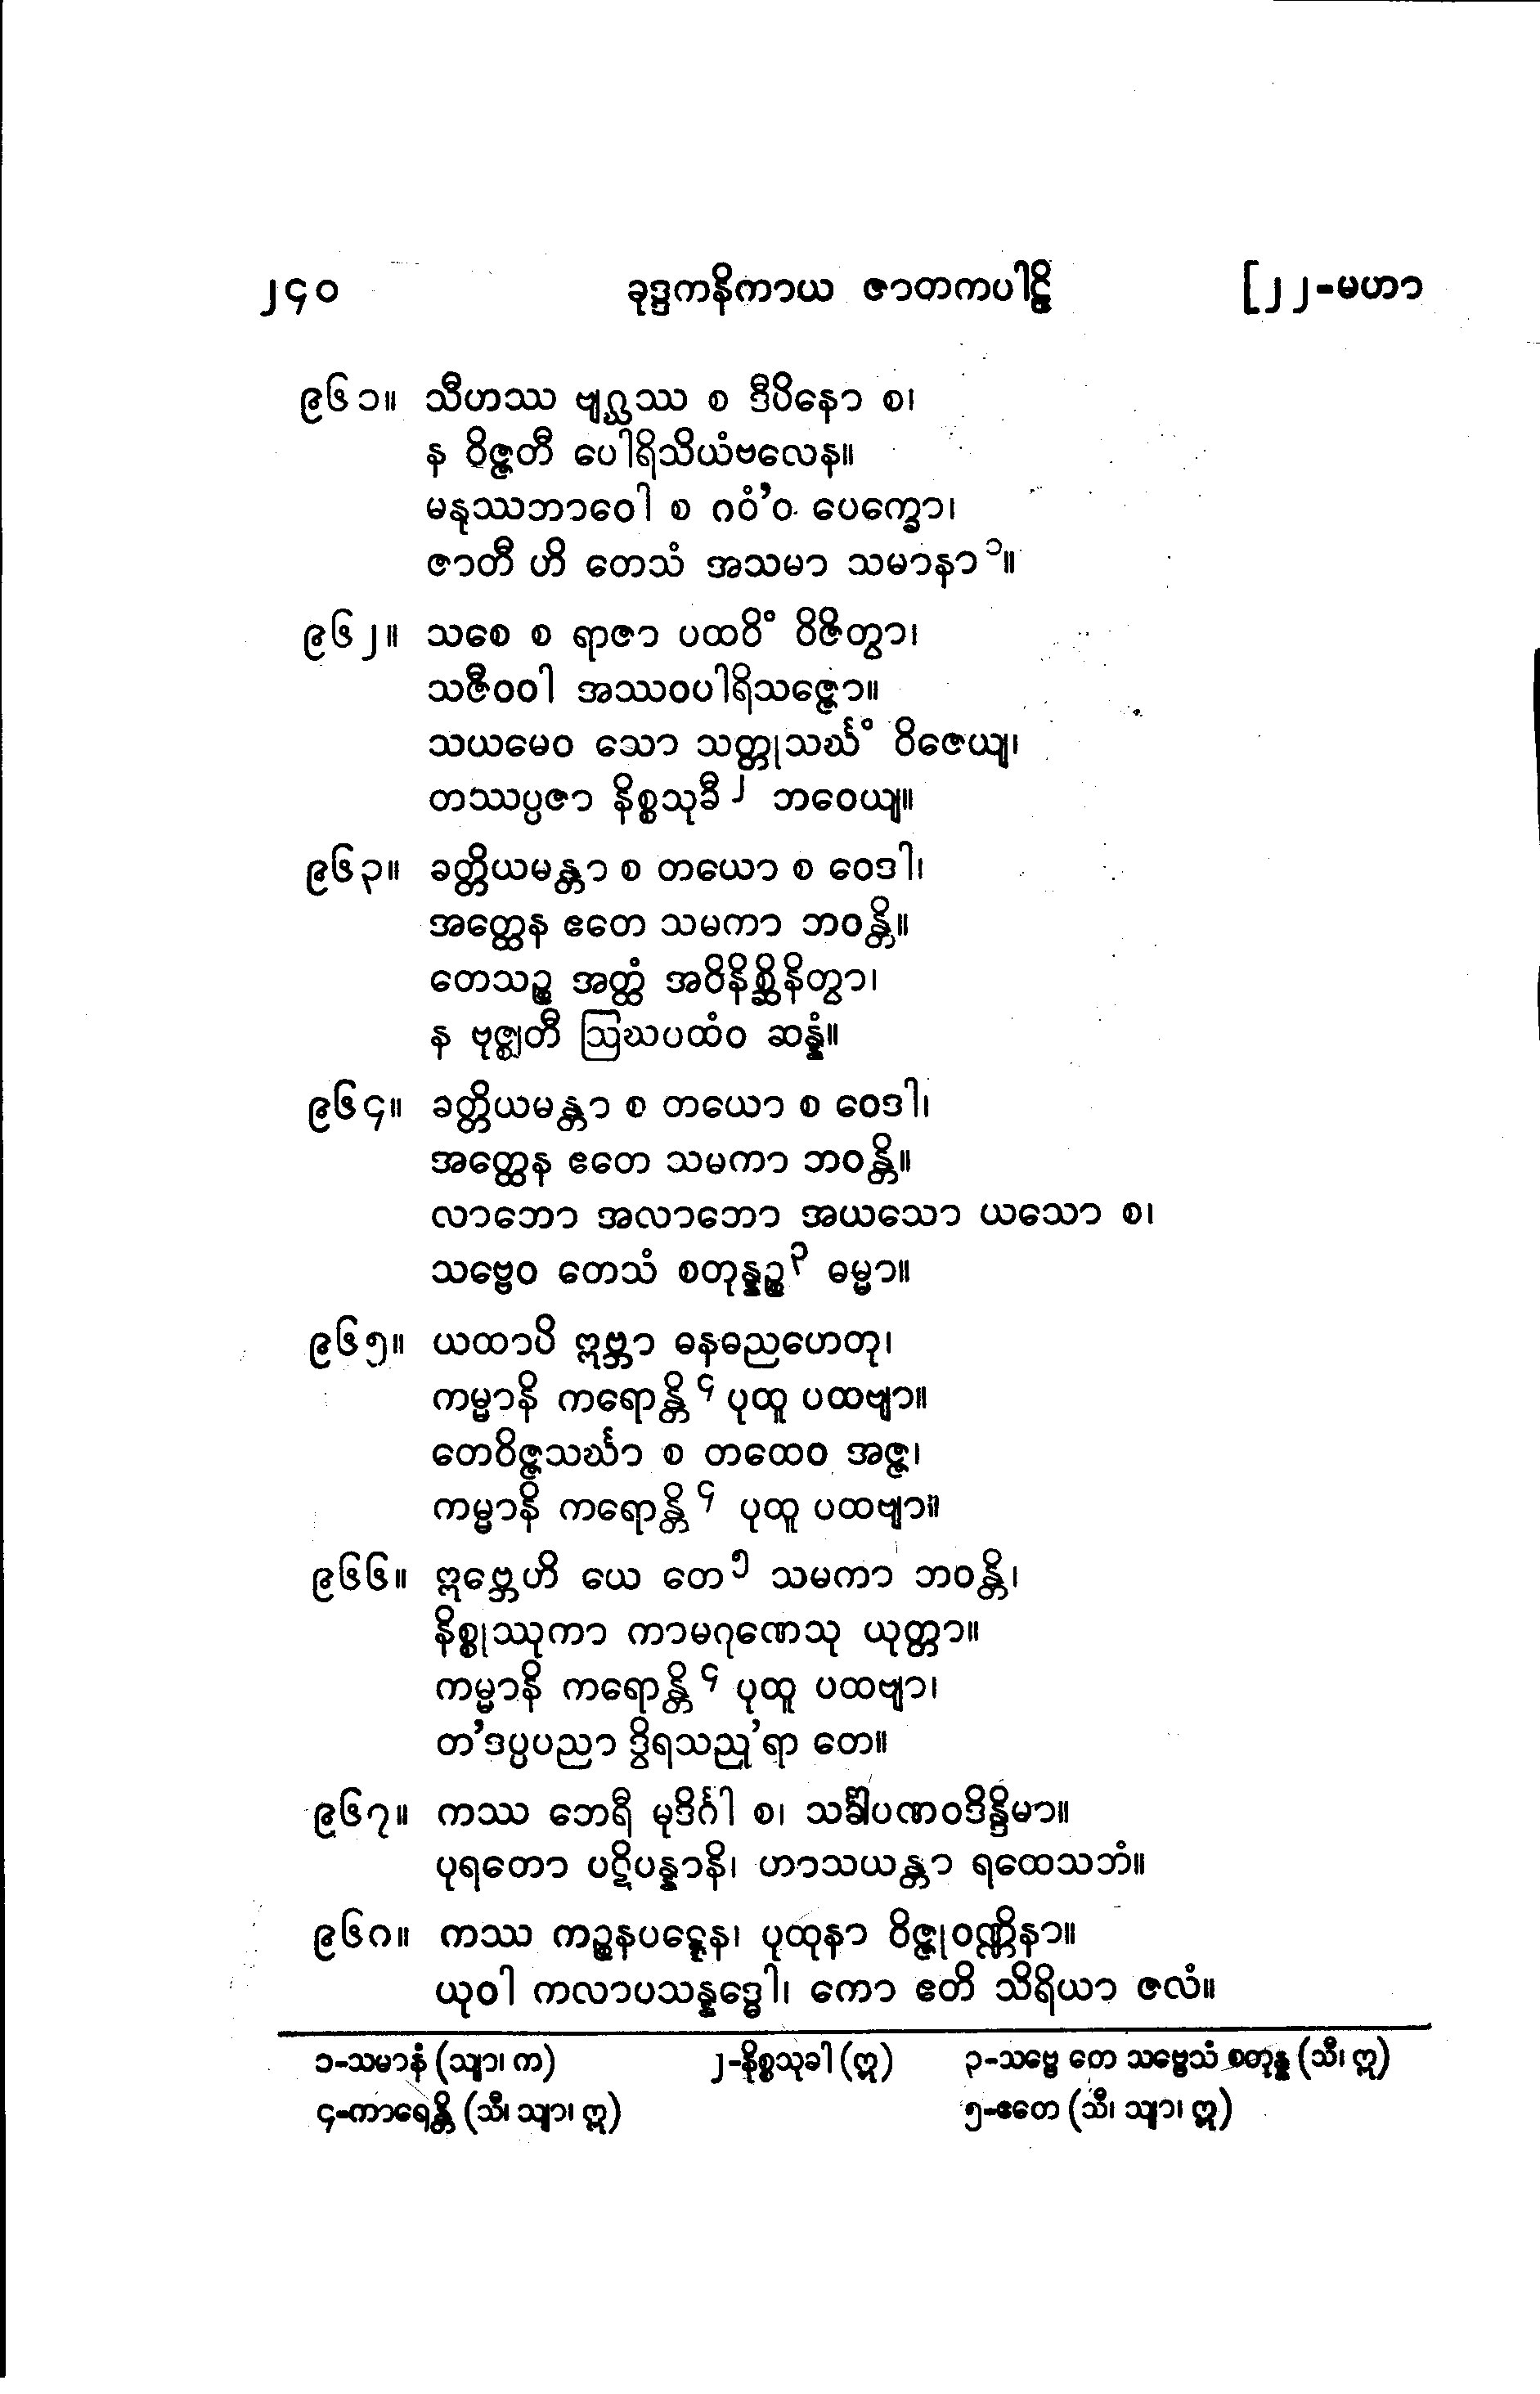 ၂၄၀ ခုဒ္ဒကနိကာယ ဇာတကပါဠိ [၂၂-မဟာ
၉၆၁။ သီဟဿ ဗျဂ္ဃဿ စ ဒီပိနော စ၊
န ဝိဇ္ဇတီ ပေါရိသိယံဗလေန။
မနုဿဘာဝေါ စ ဂဝံ'ဝ ပေက္ခော၊
ဇာတီ ဟိ တေသံ အသမာ သမာနာ ၁။
၉၆၂။ သစေ စ ရာဇာ ပထဝိံ ဝိဇိတွာ၊
သဇီဝဝါ အဿဝပါရိသဇ္ဇော။
သယမေဝ သော သတ္တုသင်္ဃံ ဝိဇေယျ၊
တဿပ္ပဇာ နိစ္စသုခီ ၂ ဘဝေယျ။
၉၆၃။ ခတ္တိယမန္တာ စ တယော စ ဝေဒါ၊
အတ္ထေန ဧတေ သမကာ ဘဝန္တိ။
တေသဉ္စ အတ္ထံ အဝိနိစ္ဆိနိတွာ၊
န ဗုဇ္ဈတီ ဩဃပထံဝ ဆန္နံ။
၉၆၄။ ခတ္တိယမန္တာ စ တယော စ ဝေဒါ၊
အတ္ထေန ဧတေ သမကာ ဘဝန္တိ။
လာဘော အလာဘော အယသော ယသော စ၊
သဗ္ဗေဝ တေသံ စတုန္နဉ္စ ၃ ဓမ္မာ။
၉၆၅။ ယထာပိ ဣဗ္ဘာ ဓနဓညဟေတု၊
ကမ္မာနိ ကရောန္တိ ၄ ပုထူ ပထဗျာ။
တေဝိဇ္ဇသင်္ဃာ စ တထေဝ အဇ္ဇ၊
ကမ္မာနိ ကရောန္တိ ၄ ပုထူ ပထဗျာ။
၉၆၆။ ဣဗ္ဘေဟိ ယေ တေ ၅ သမကာ ဘဝန္တိ၊
နိစ္စုဿုကာ ကာမဂုဏေသု ယုတ္တာ။
ကမ္မာနိ ကရောန္တိ ၄ ပုထူ ပထဗျာ၊
တ'ဒပ္ပပညာ ဒွိရသညူ'ရာ တေ။
၉၆၇။ ကဿ ဘေရီ မုဒိင်္ဂါ စ၊ သင်္ခါပဏဝဒိန္ဒိမာ။
ပုရတော ပဋိပန္နာနိ၊ ဟာသယန္တာ ရထေသဘံ။
၉၆၈။ ကဿ ကဉ္စနပဋ္ဋေန၊ ပုထုနာ ဝိဇ္ဇုဝဏ္ဏိနာ။
ယုဝါ ကလာပသန္နဒ္ဓေါ၊ ကော ဧတိ သိရိယာ ဇလံ။
၁-သမာနံ (သျာ၊ က) ၂-နိစ္စသုခါ (ဣ) ၃-သဗ္ဗေ တေ သဗ္ဗေသံ စတုန္န (သီ၊ ဣ)
၄-ကာရေန္တိ (သီ၊ သျာ၊ ဣ) ၅-ဧတေ (သီ၊ သျာ၊ ဣ)